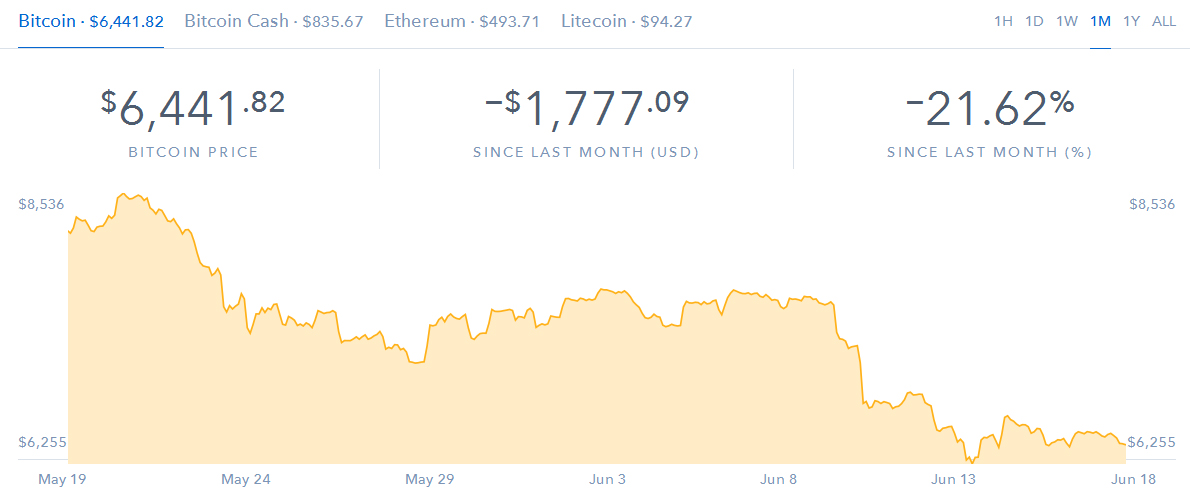 Bitcoin · $6,441.82 Bitcoin Cash · $835.67 Ethereum · $493.71 Litecoin · $94.27 1H 1D 1W 1M 1Y ALL
$6,441.82 −$1,777.09 −21.62%
BITCOIN PRICE SINCE LAST MONTH (USD) SINCE LAST MONTH (%)
$8,536 $8,536
$6,255 $6,255
May 19 May 24 May 29 Jun 3 Jun 8 Jun 13 Jun 18